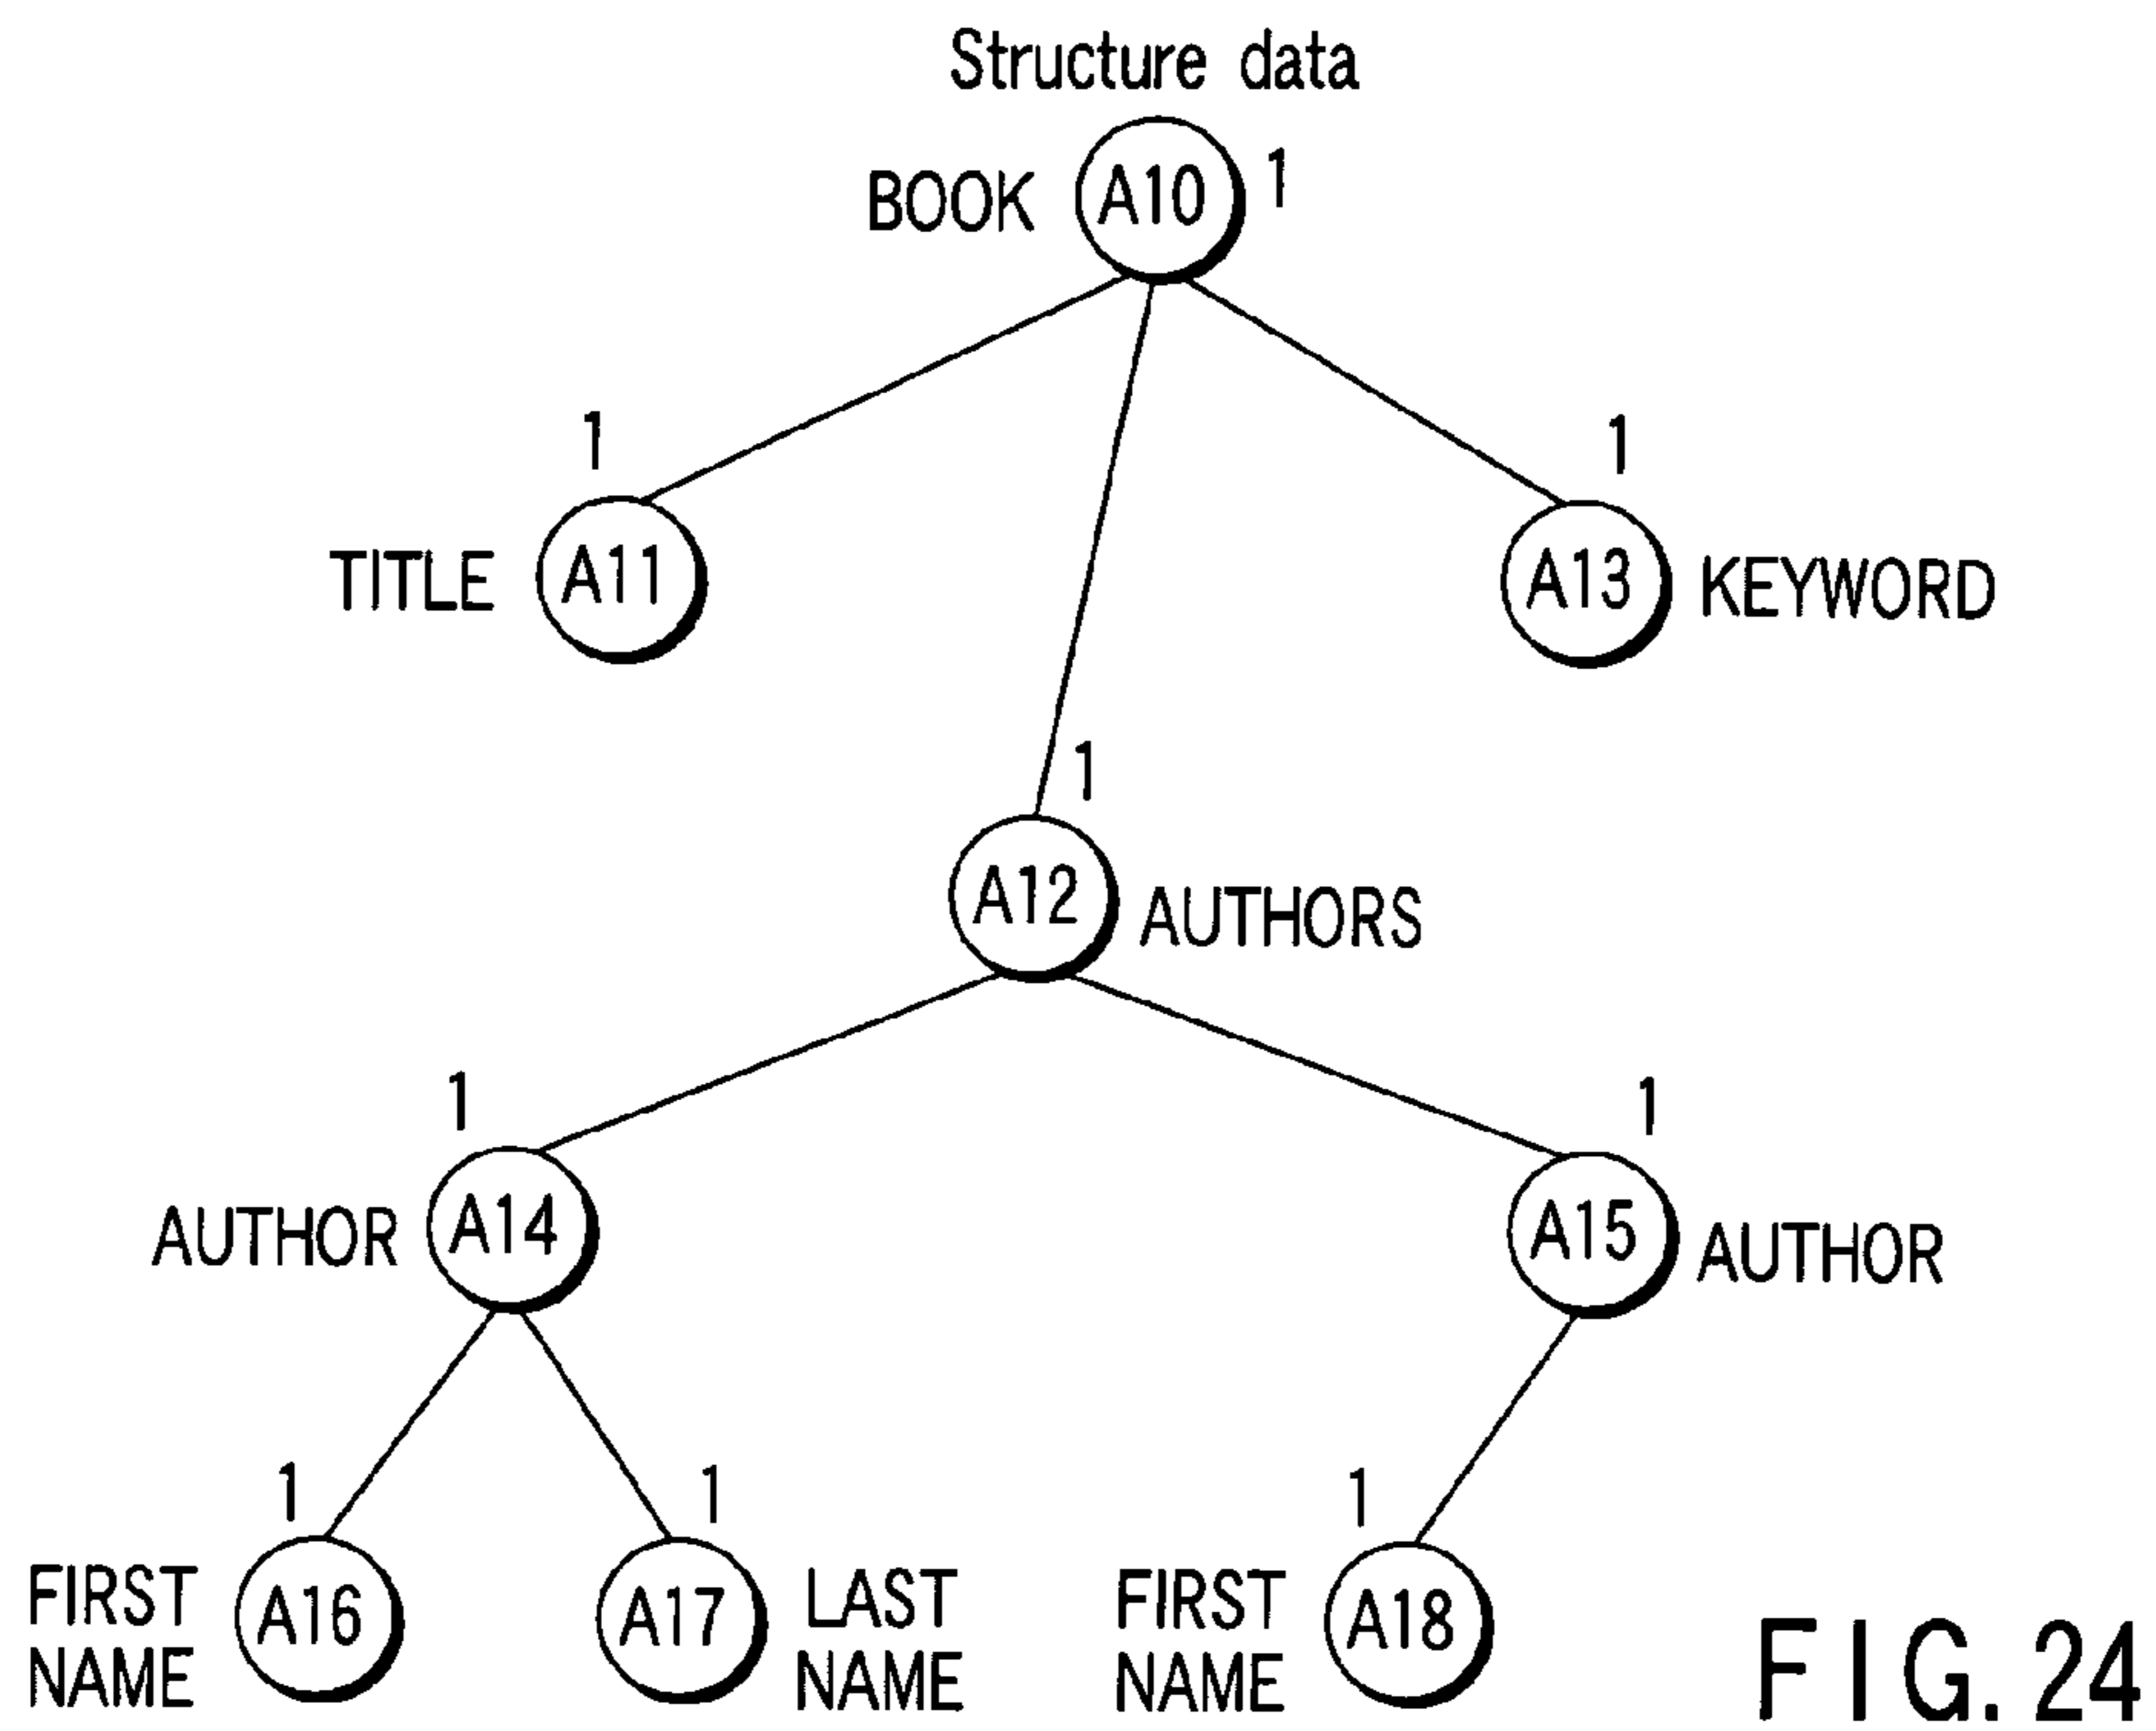 Structure data
BOOK A10 1
1 1
TITLE A11 A13 KEYWORD
1
A12 AUTHORS
1 1
AUTHOR A14 A15 AUTHOR
1 1 1
FIRST NAME A16 A17 LAST NAME FIRST NAME A18
FIG. 24